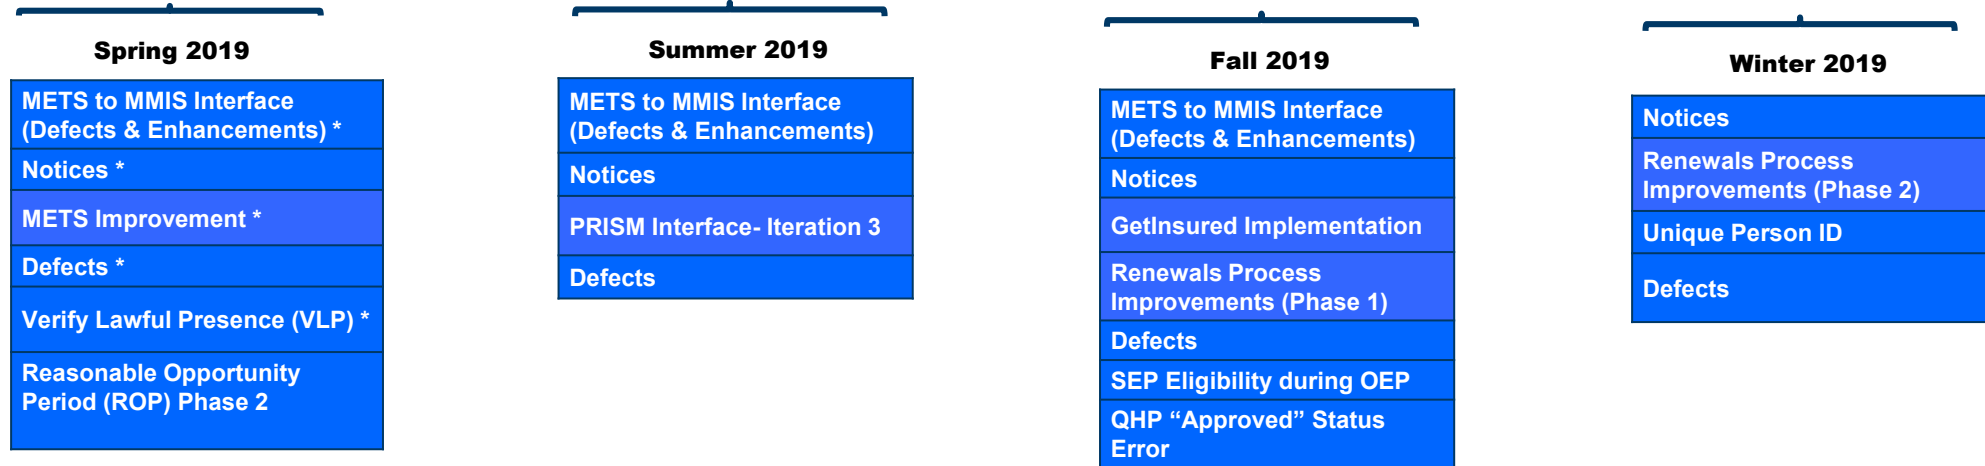 Spring 2019
METS to MMIS Interface
(Defects & Enhancements) *
Notices *
METS Improvement *
Defects *
Verify Lawful Presence (VLP) *
Reasonable Opportunity
Period (ROP) Phase 2
Summer 2019
METS to MMIS Interface
(Defects & Enhancements)
Notices
PRISM Interface- Iteration 3
Defects
Fall 2019
METS to MMIS Interface
(Defects & Enhancements)
Notices
GetInsured Implementation
Renewals Process
Improvements (Phase 1)
Defects
SEP Eligibility during OEP
QHP “Approved” Status
Error
Winter 2019
Notices
Renewals Process
Improvements (Phase 2)
Unique Person ID
Defects